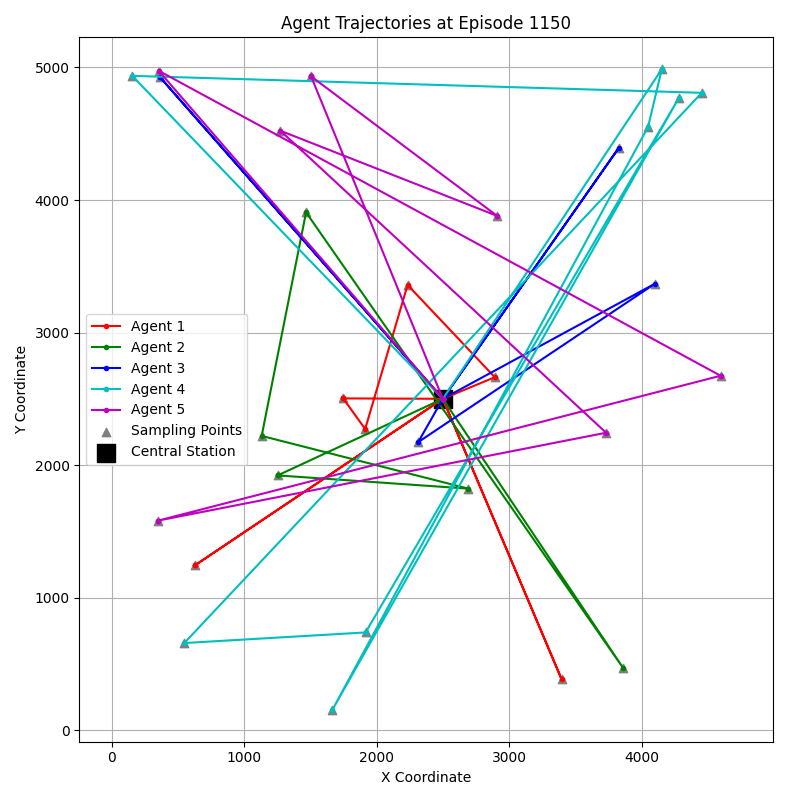 Agent Trajectories at Episode 1150
5000
4000
3000
2000
1000
0
Y Coordinate
Agent 1
Agent 2
Agent 3
Agent 4
Agent 5
Sampling Points
Central Station
0 1000 2000 3000 4000
X Coordinate